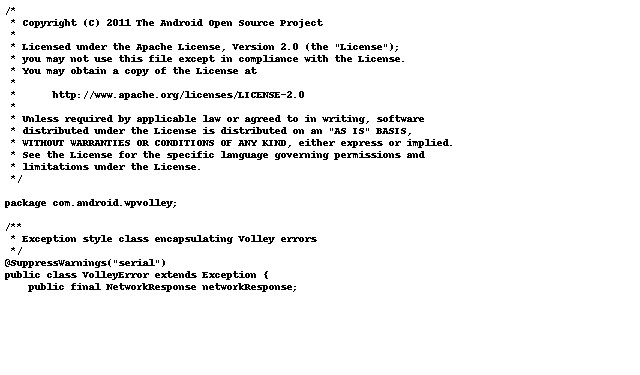 /*
 * Copyright (C) 2011 The Android Open Source Project
 *
 * Licensed under the Apache License, Version 2.0 (the "License");
 * you may not use this file except in compliance with the License.
 * You may obtain a copy of the License at
 *
 *      http://www.apache.org/licenses/LICENSE-2.0
 *
 * Unless required by applicable law or agreed to in writing, software
 * distributed under the License is distributed on an "AS IS" BASIS,
 * WITHOUT WARRANTIES OR CONDITIONS OF ANY KIND, either express or implied.
 * See the License for the specific language governing permissions and
 * limitations under the License.
 */

package com.android.wpvolley;

/**
 * Exception style class encapsulating Volley errors
 */
@SuppressWarnings("serial")
public class VolleyError extends Exception {
    public final NetworkResponse networkResponse;